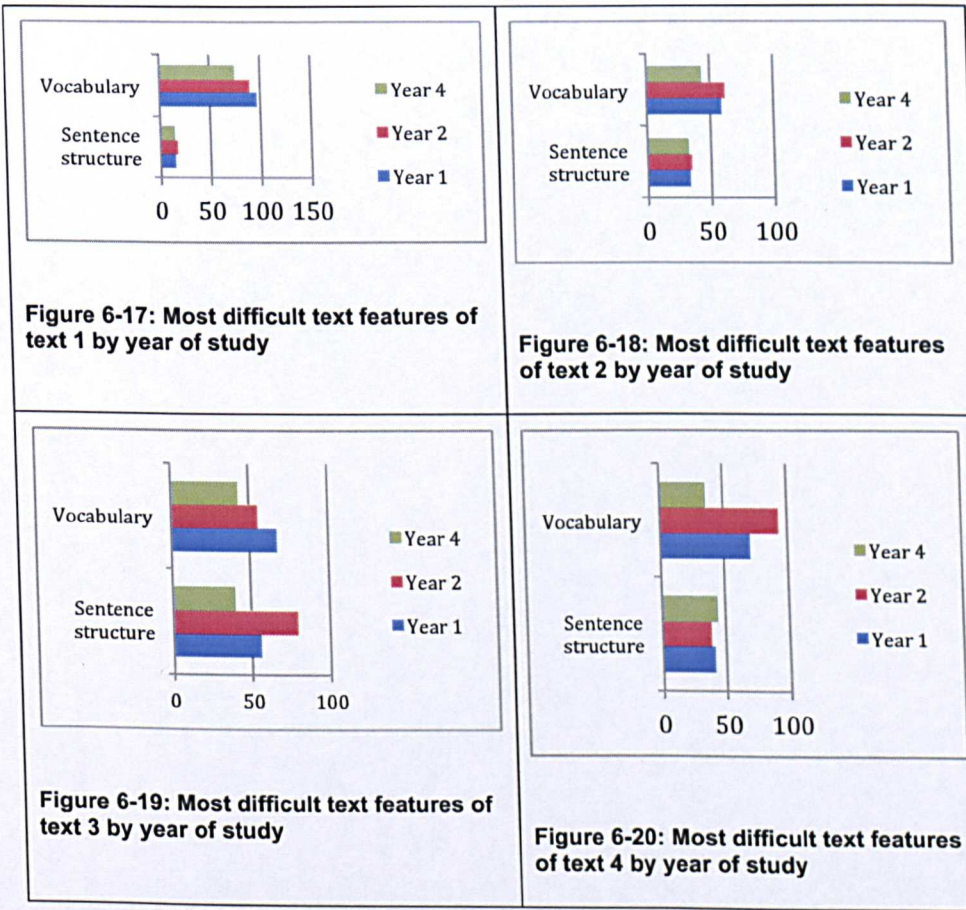 Vocabulary
Sentence
structure
Year 4
Year 2
Year 1
0 50 100 150
Figure 6-17: Most difficult text features of
text 1 by year of study
Vocabulary
Sentence
structure
Year 4
Year 2
Year 1
0 50 100
Figure 6-18: Most difficult text features
of text 2 by year of study
Vocabulary
Sentence
structure
Year 4
Year 2
Year 1
0 50 100
Figure 6-19: Most difficult text features of
text 3 by year of study
Vocabulary
Sentence
structure
Year 4
Year 2
Year 1
0 50 100
Figure 6-20: Most difficult text features
of text 4 by year of study